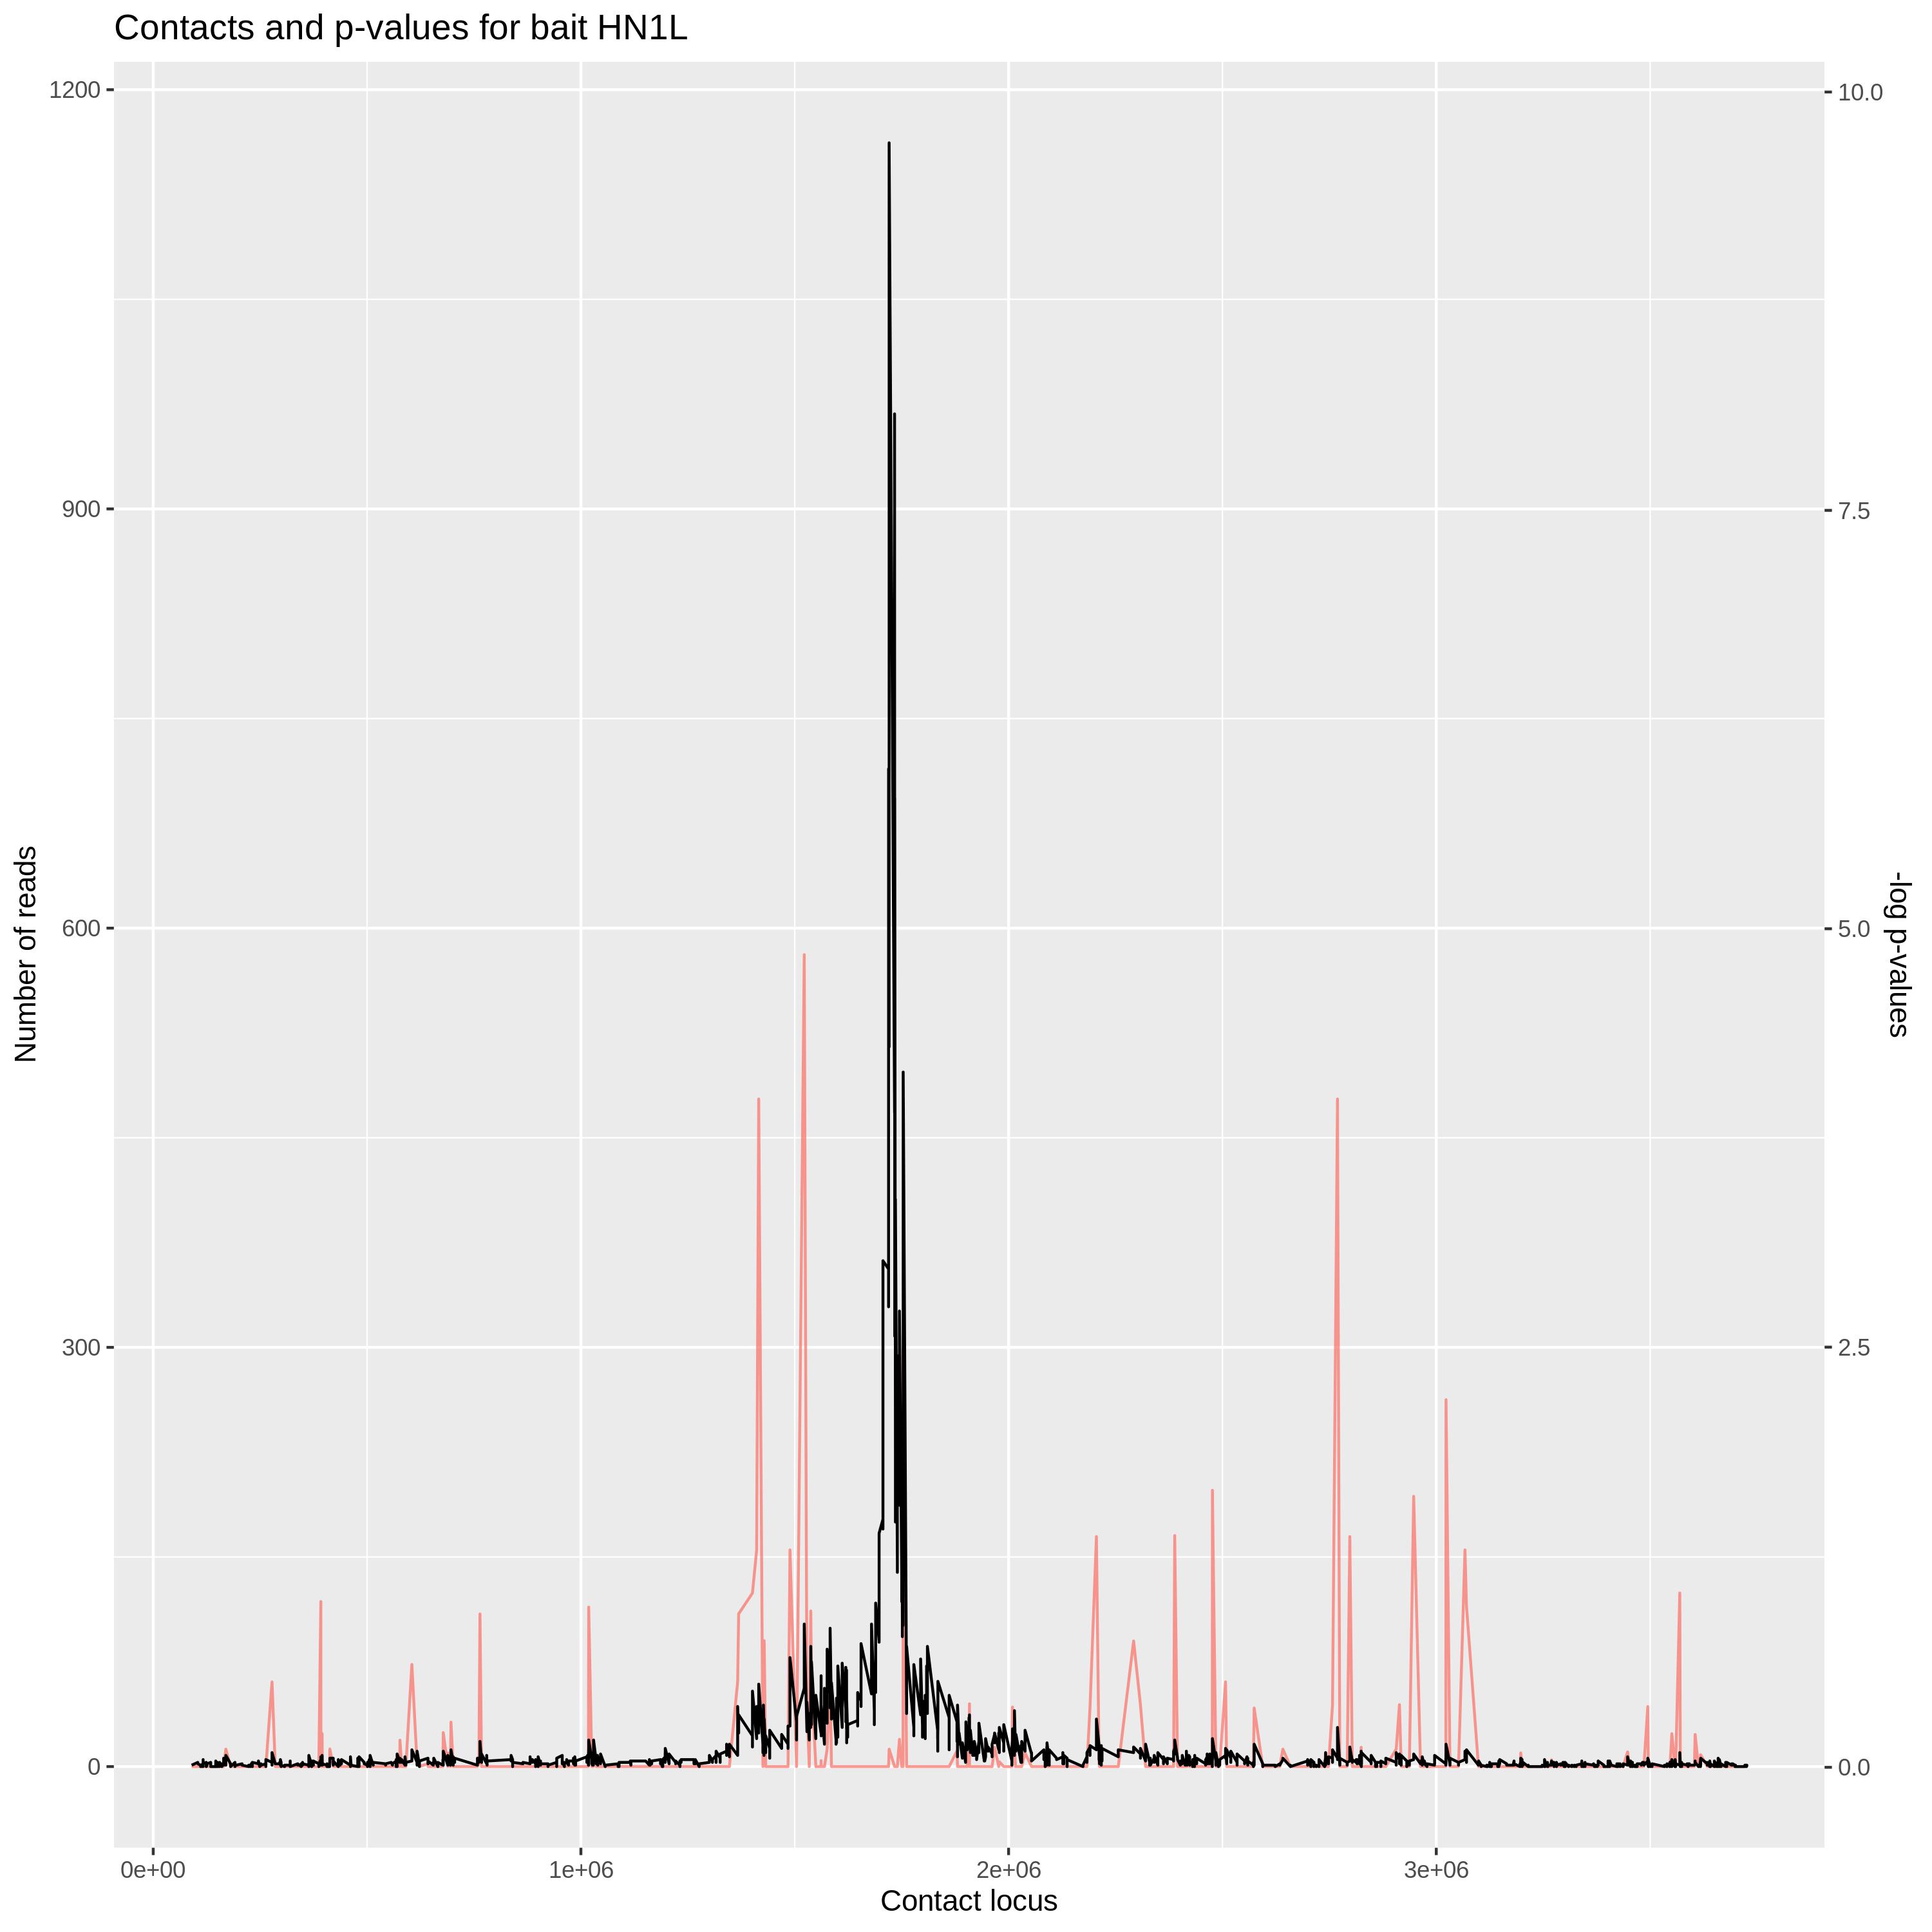 Contacts and p-values for bait HN1L
1200
900
600
300
0
Number of reads
10.0
7.5
5.0
2.5
0.0
-log p-values
0e+00 1e+06 2e+06 3e+06
Contact locus